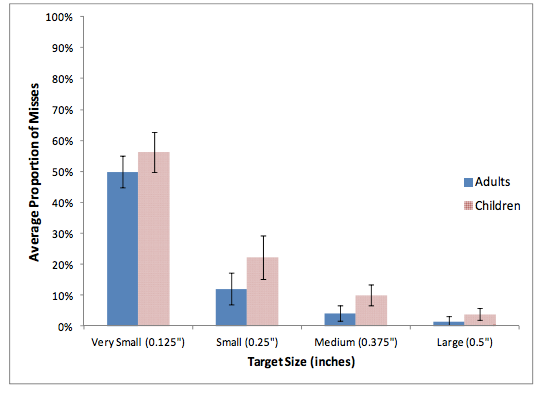 100%
90%
80%
70%
60%
50%
40%
30%
20%
10%
0%
Average Proportion of Misses
Adults
Children
Very Small (0.125") Small (0.25") Medium (0.375") Large (0.5")
Target Size (inches)